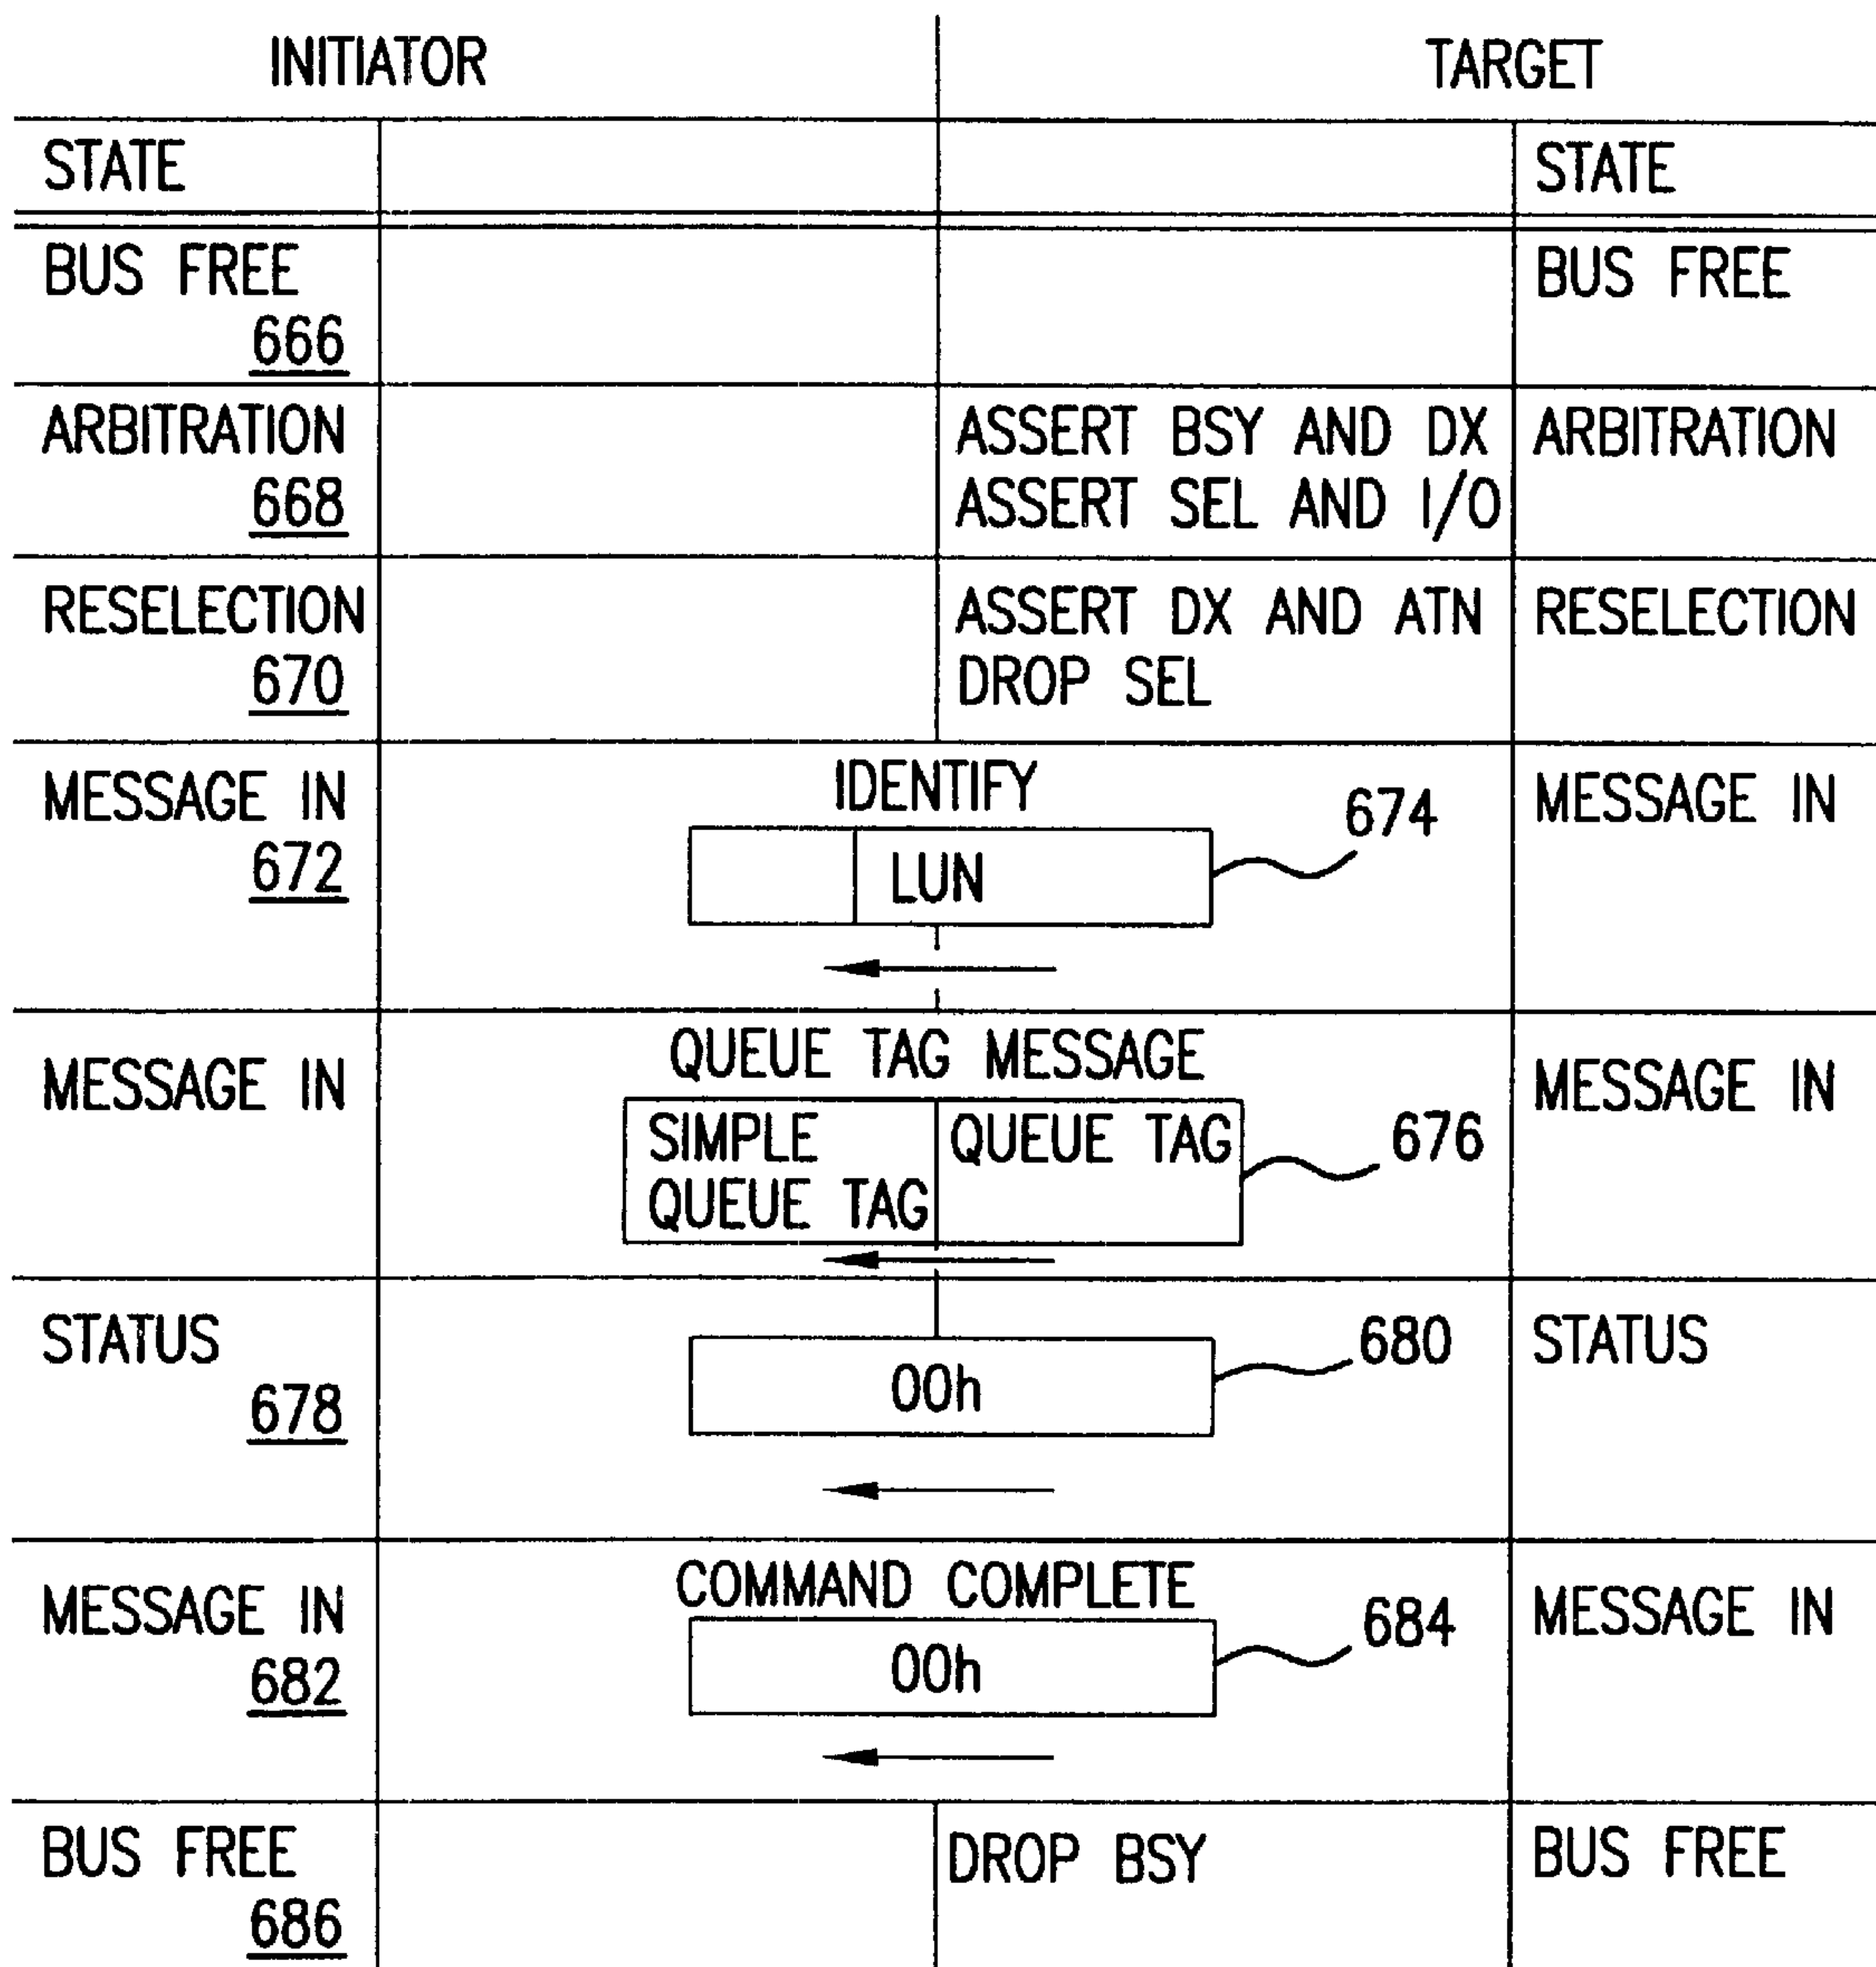 INITIATOR
TARGET
STATE
STATE
BUS FREE
666
BUS FREE
ARBITRATION
668
ASSERT BSY AND DX
ASSERT SEL AND I/O
ARBITRATION
RESELECTION
670
ASSERT DX AND ATN
DROP SEL
RESELECTION
MESSAGE IN
672
IDENTIFY
LUN
674
MESSAGE IN
MESSAGE IN
QUEUE TAG MESSAGE
SIMPLE
QUEUE TAG
QUEUE TAG
676
MESSAGE IN
STATUS
678
00h
680
STATUS
MESSAGE IN
682
COMMAND COMPLETE
00h
684
MESSAGE IN
BUS FREE
686
DROP BSY
BUS FREE